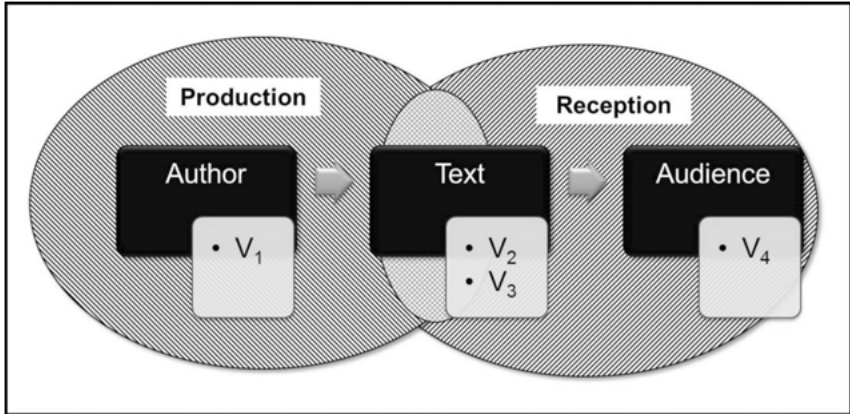 Production
Reception
Author
Text
Audience
• V₁
• V₂
• V₃
• V₄